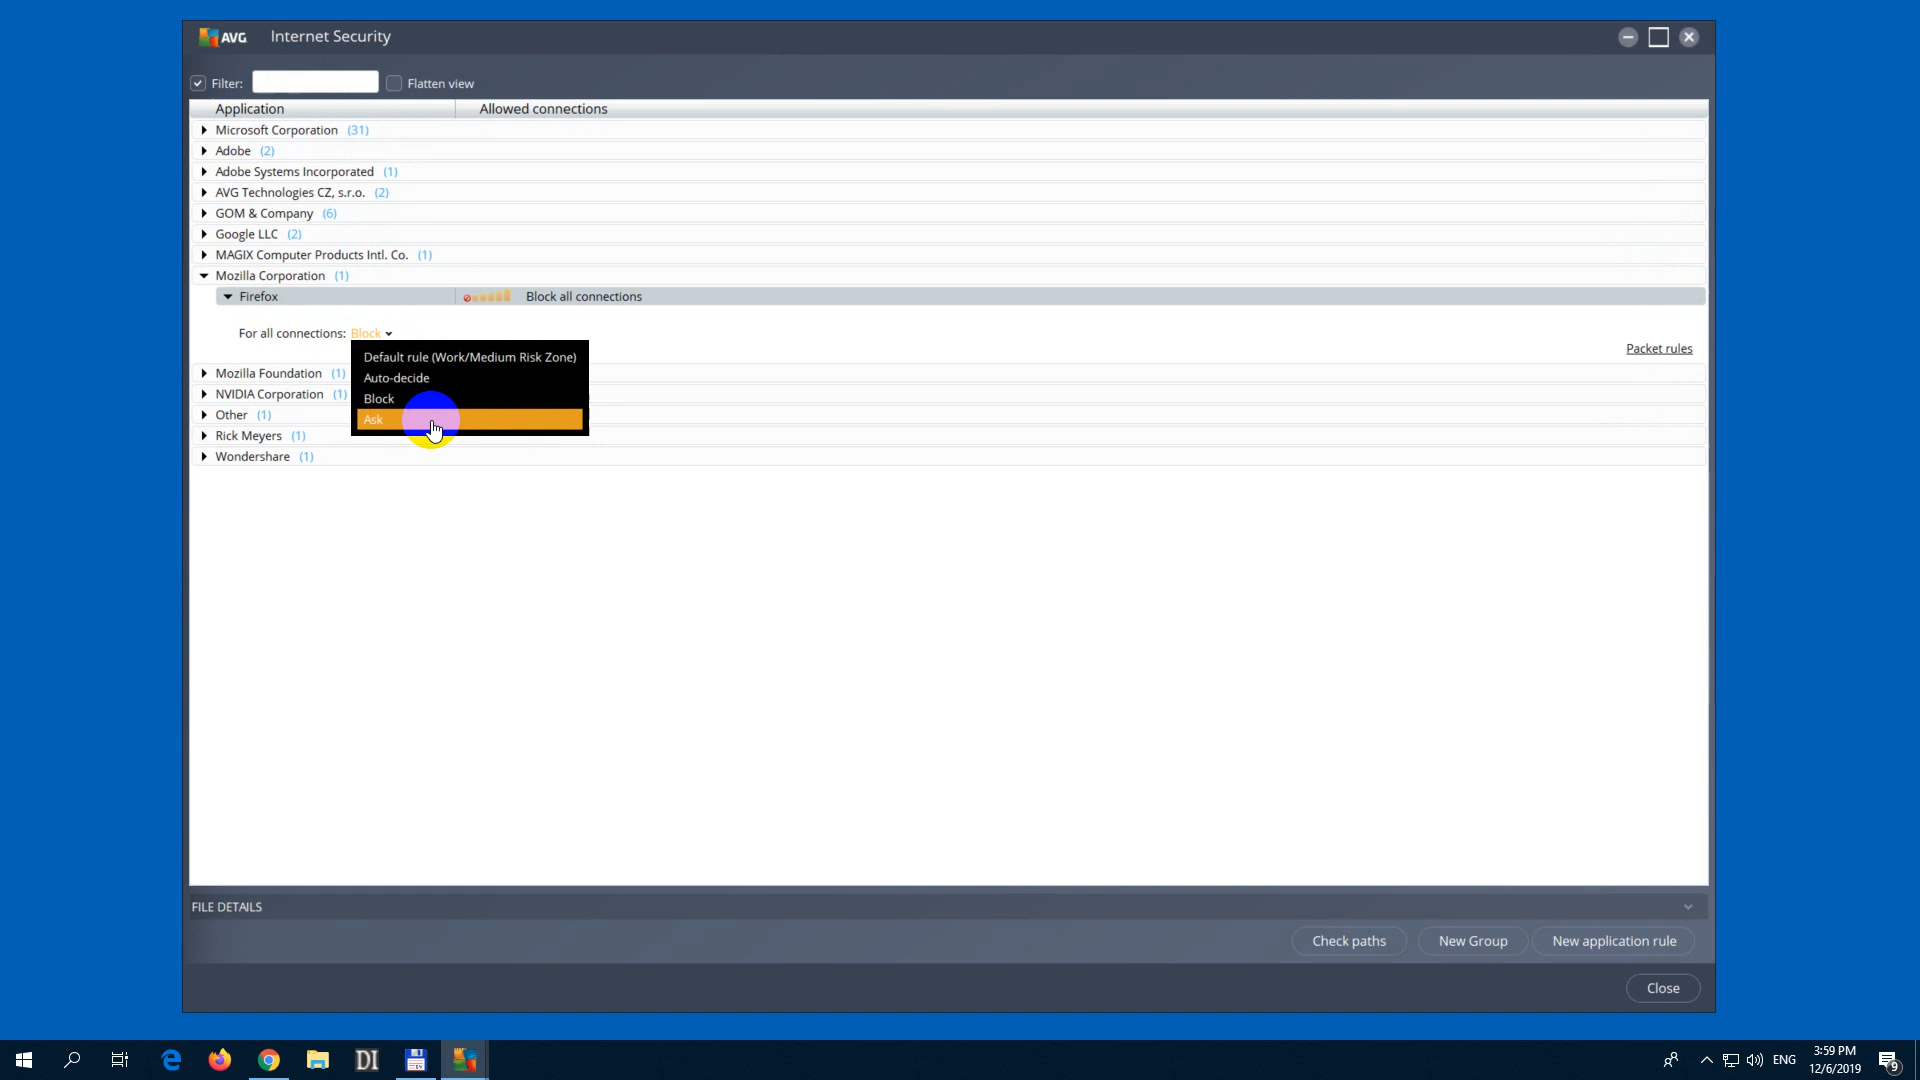 AVG Internet Security
Filter:
Flatten view
Application Allowed connections
Microsoft Corporation (31)
Adobe (2)
Adobe Systems Incorporated (1)
AVG Technologies CZ, s.r.o. (2)
GOM & Company (6)
Google LLC (2)
MAGIX Computer Products Intl. Co. (1)
Mozilla Corporation (1)
Firefox Block all connections
For all connections: Block
Packet rules
Default rule (Work/Medium Risk Zone)
Auto-decide
Block
Ask
Mozilla Foundation (1)
NVIDIA Corporation (1)
Other (1)
Rick Meyers (1)
Wondershare (1)
FILE DETAILS
Check paths New Group New application rule
Close
DI
ENG
3:59 PM
12/6/2019
9